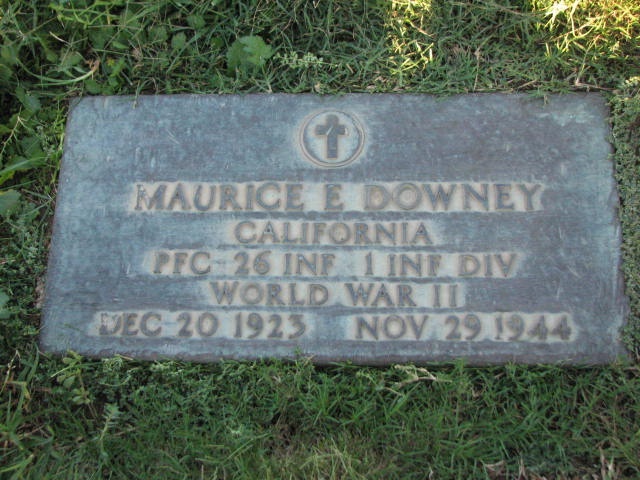 MAURICE E DOWNEY
CALIFORNIA
PFC 26 INF 1 INF DIV
WORLD WAR II
DEC 20 1923 NOV 29 1944